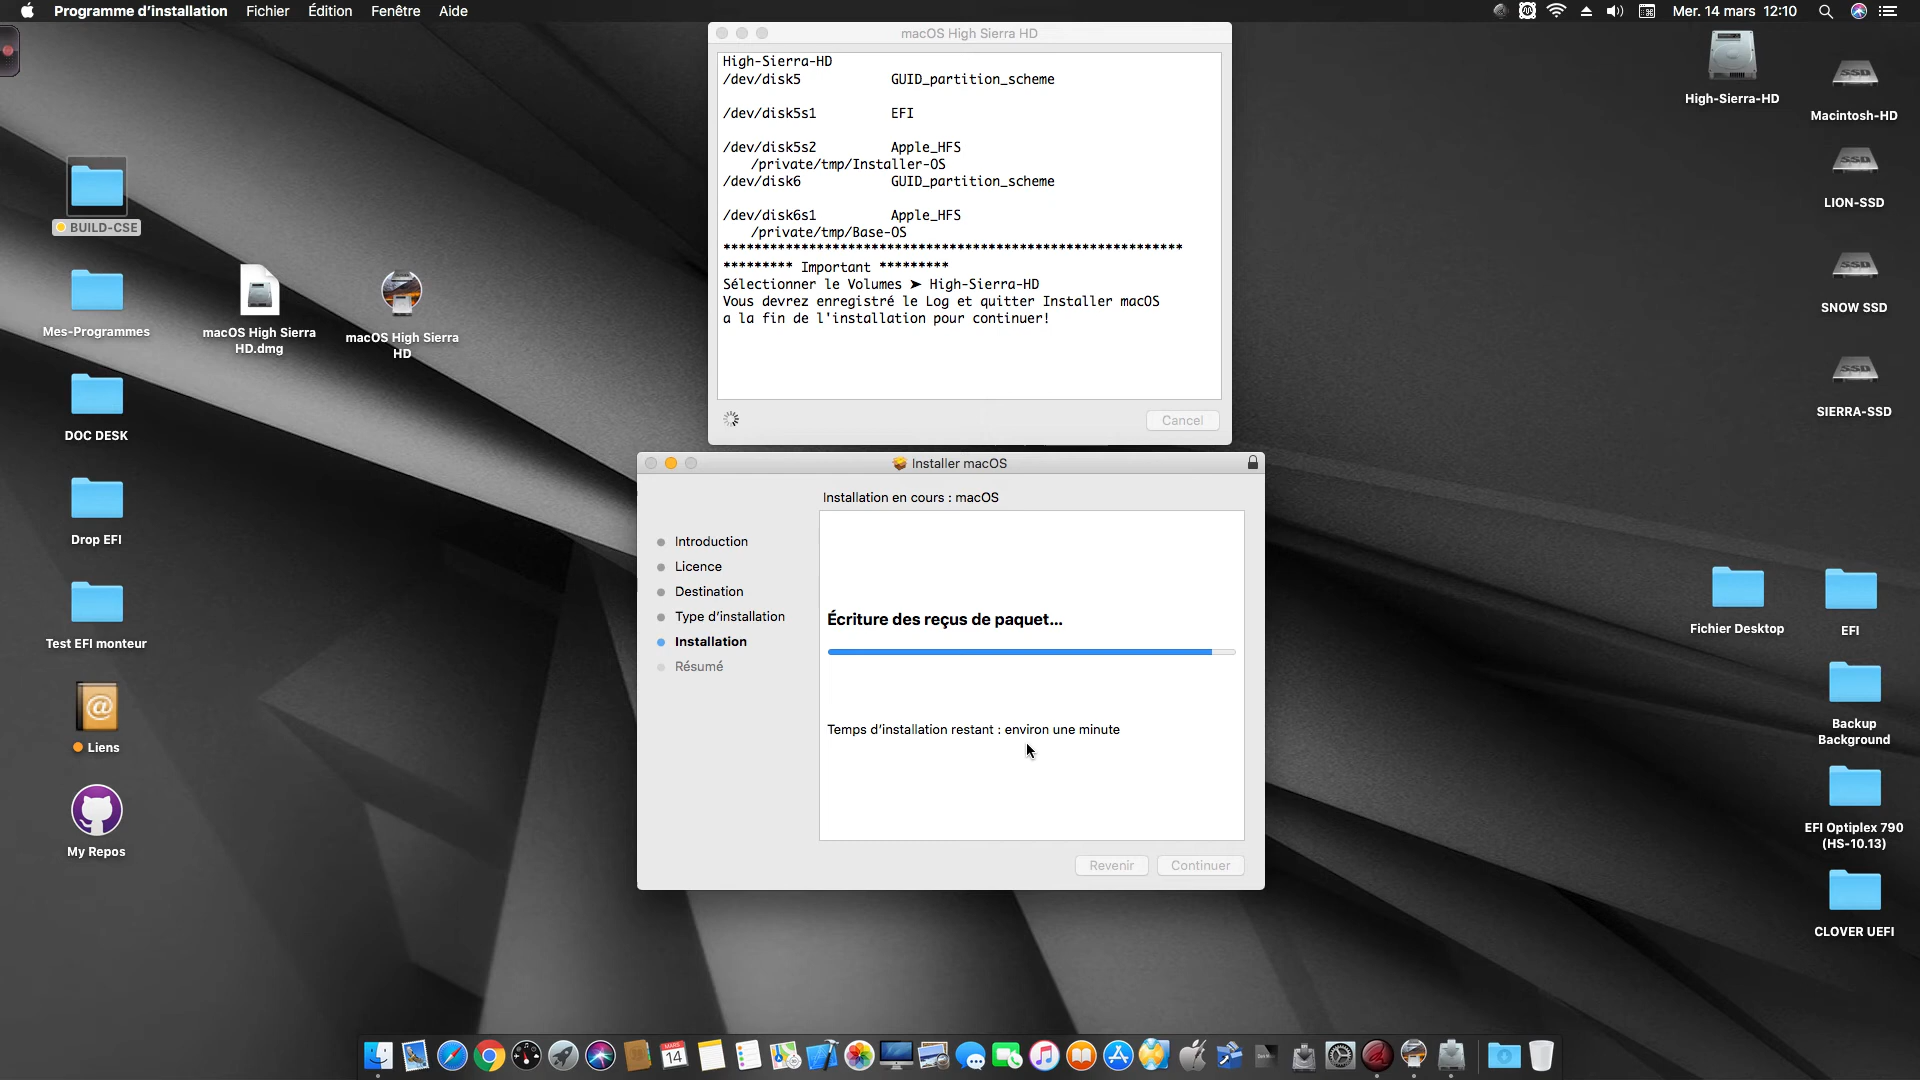 Programme d'installation Fichier Édition Fenêtre Aide
Mer. 14 mars 12:10
macOS High Sierra HD
High-Sierra-HD
/dev/disk5 GUID_partition_scheme
/dev/disk5s1 EFI
/dev/disk5s2 Apple_HFS
/private/tmp/Installer-OS
/dev/disk6 GUID_partition_scheme
/dev/disk6s1 Apple_HFS
/private/tmp/Base-OS
***********************************************************
********* Important *********
Sélectionner le Volumes ➤ High-Sierra-HD
Vous devrez enregistré le Log et quitter Installer macOS
a la fin de l'installation pour continuer!
Cancel
Installer macOS
Installation en cours : macOS
Introduction
Licence
Destination
Type d'installation
Installation
Résumé
Écriture des reçus de paquet...
Temps d'installation restant : environ une minute
Revenir
Continuer
BUILD-CSE
Mes-Programmes
DOC DESK
Drop EFI
Test EFI monteur
Liens
My Repos
macOS High Sierra
HD.dmg
macOS High Sierra
HD
High-Sierra-HD
SSD
Macintosh-HD
SSD
LION-SSD
SSD
SNOW SSD
SSD
SIERRA-SSD
Fichier Desktop
EFI
Backup
Background
EFI Optiplex 790
(HS-10.13)
CLOVER UEFI
MARS
14